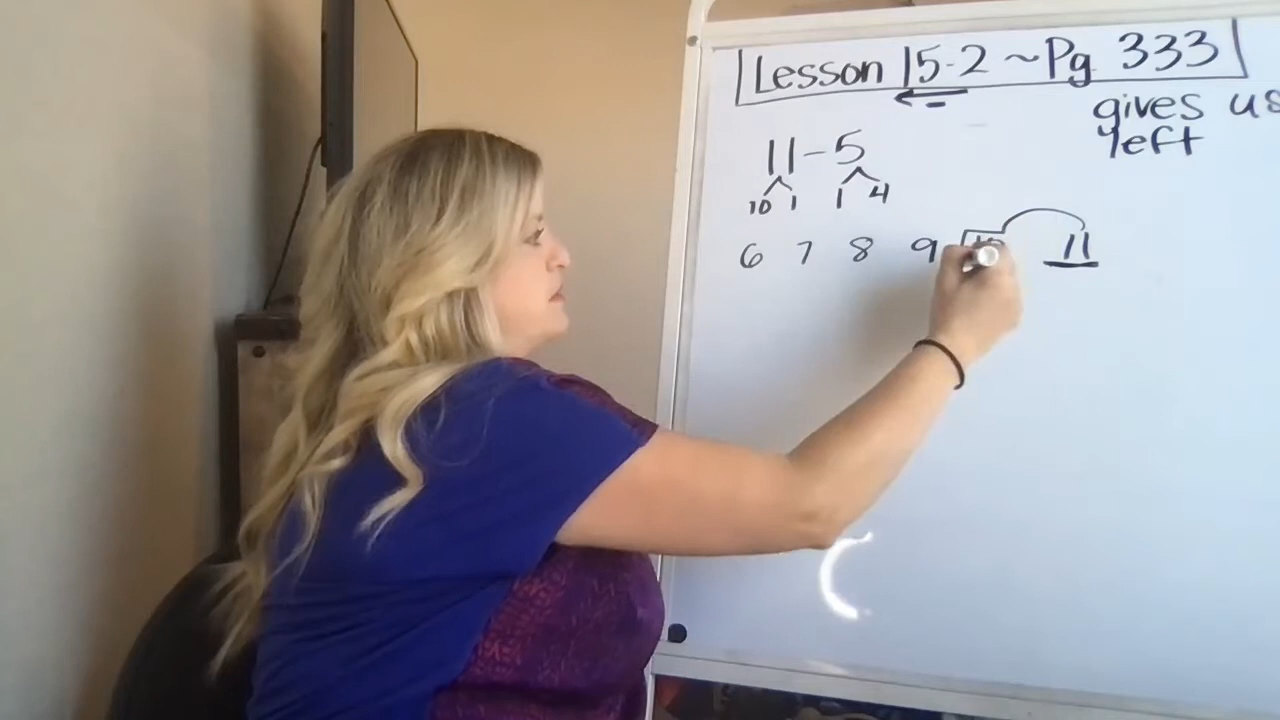 Lesson 15-2 ~ Pg 333
gives us
left
11-5
10 1 1 4
6 7 8 9 10 11